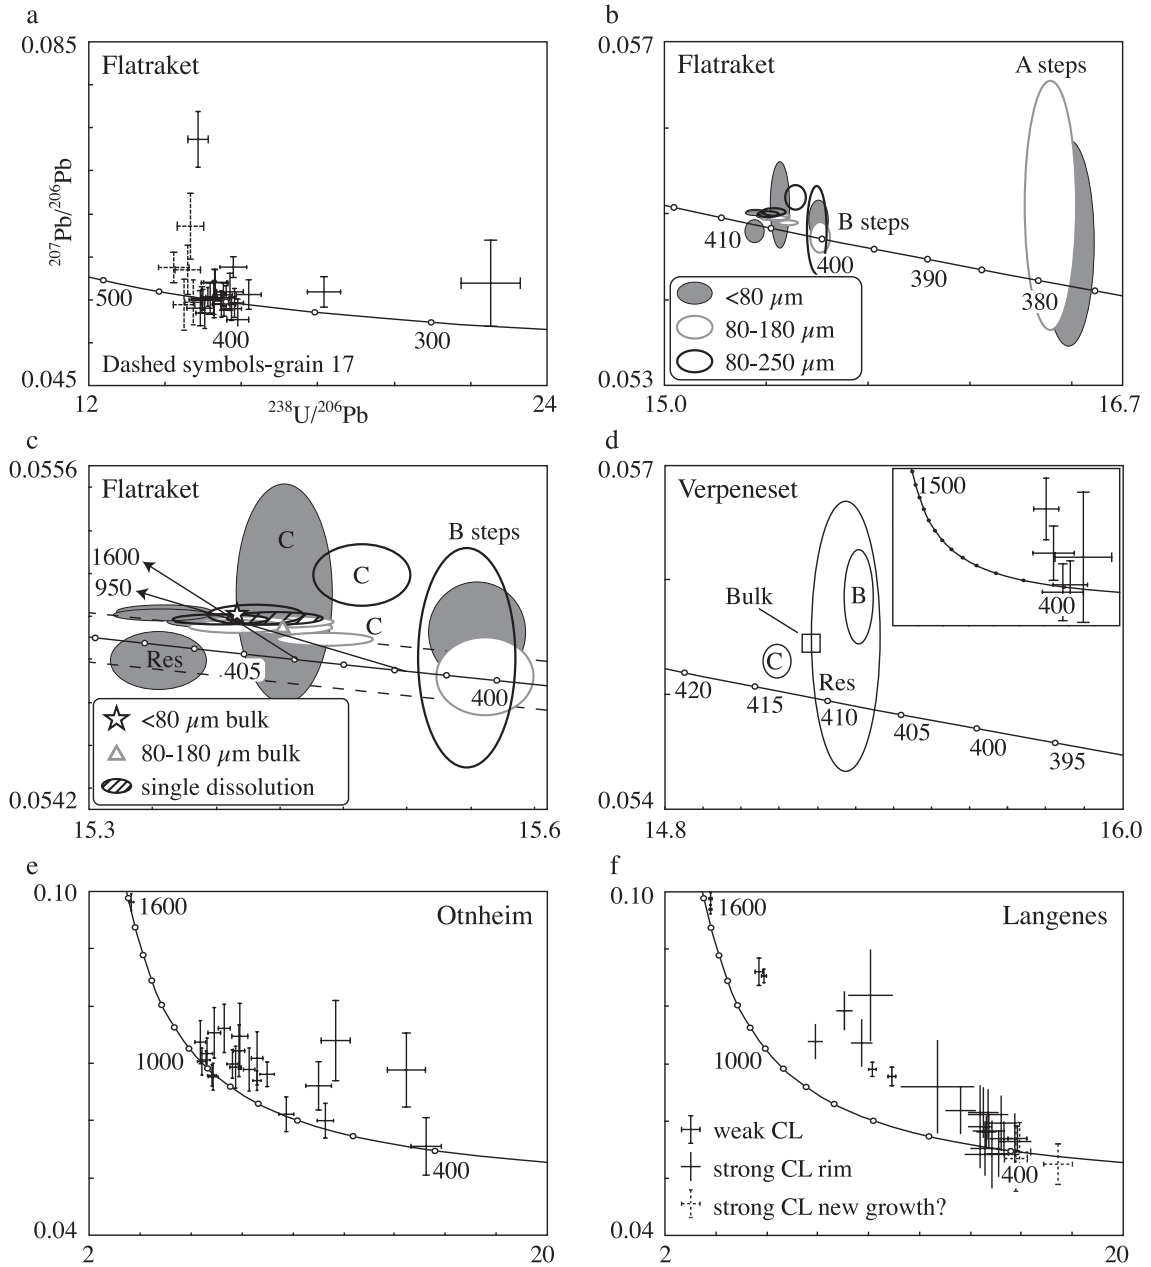 a
0.085
Flatraket
207Pb/206Pb
500
400
300
Dashed symbols-grain 17
0.045
12
238U/206Pb
24
b
0.057
Flatraket
A steps
410
B steps
400
390
380
<80 µm
80-180 µm
80-250 µm
0.053
15.0
16.7
c
0.0556
Flatraket
B steps
C
1600
C
950
C
Res
405
400
<80 µm bulk
80-180 µm bulk
single dissolution
0.0542
15.3
15.6
d
0.057
Verpeneset
1500
400
Bulk
B
C
Res
420
415
410
405
400
395
0.054
14.8
16.0
e
0.10
1600
Otnheim
1000
400
0.04
2
20
f
0.10
1600
Langenes
1000
weak CL
strong CL rim
400
strong CL new growth?
0.04
2
20